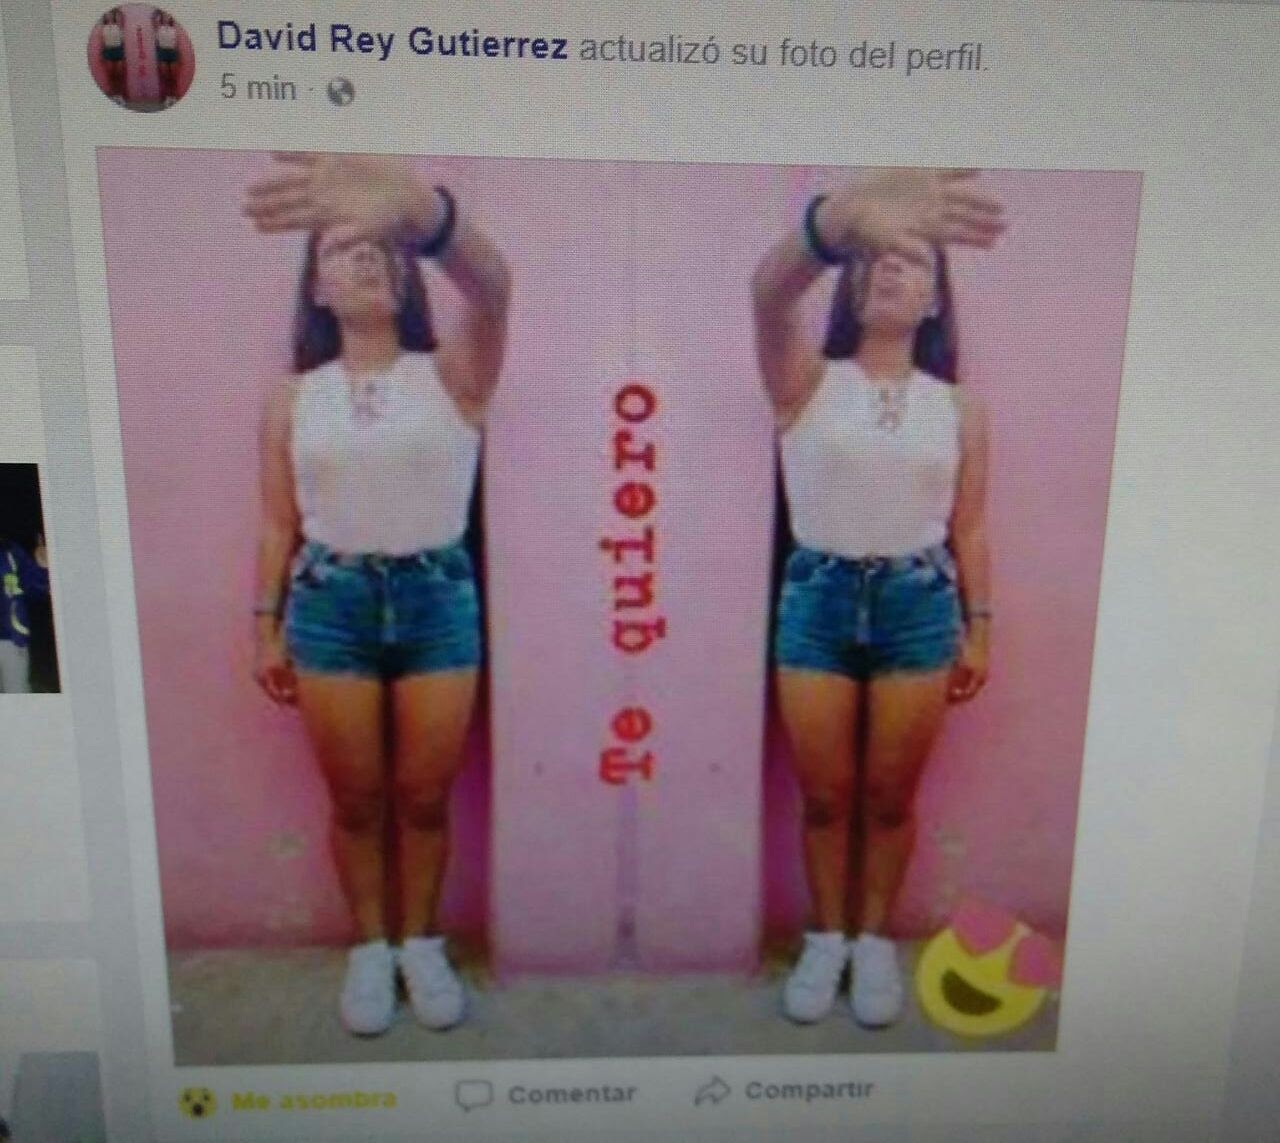 David Rey Gutierrez actualizó su foto del perfil.
5 min ·
Te quiero
Me asombra
Comentar
Compartir